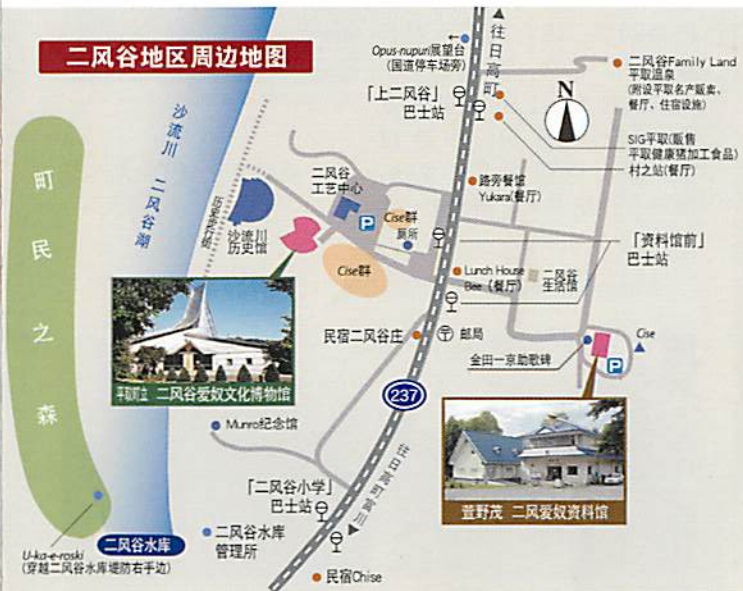 二风谷地区周边地图
Opus-nupuri展望台
(国道停车场旁)
往日高町
N
二风谷Family Land
平取温泉
(附设平取名产贩卖、
餐厅、住宿设施)
「上二风谷」
巴士站
SIG平取(贩售
平取健康猪加工食品)
村之站(餐厅)
沙流川
二风谷湖
町民之森
二风谷
工艺中心
P
Cise群
厕所
Cise群
沙流川
历史馆
路旁餐馆
Yukara(餐厅)
「资料馆前」
巴士站
Lunch House
Bee（餐厅）
二风谷
生活馆
民宿二风谷庄
〒邮局
金田一京助歌碑
Cise
P
平取町立 二风谷爱奴文化博物馆
237
Munro纪念馆
萱野茂 二风爱奴资料馆
「二风谷小学」
巴士站
往日高町富川
U-ka-e-roski
(穿越二风谷水库堤防右手边)
二风谷水库
二风谷水库
管理所
民宿Chise